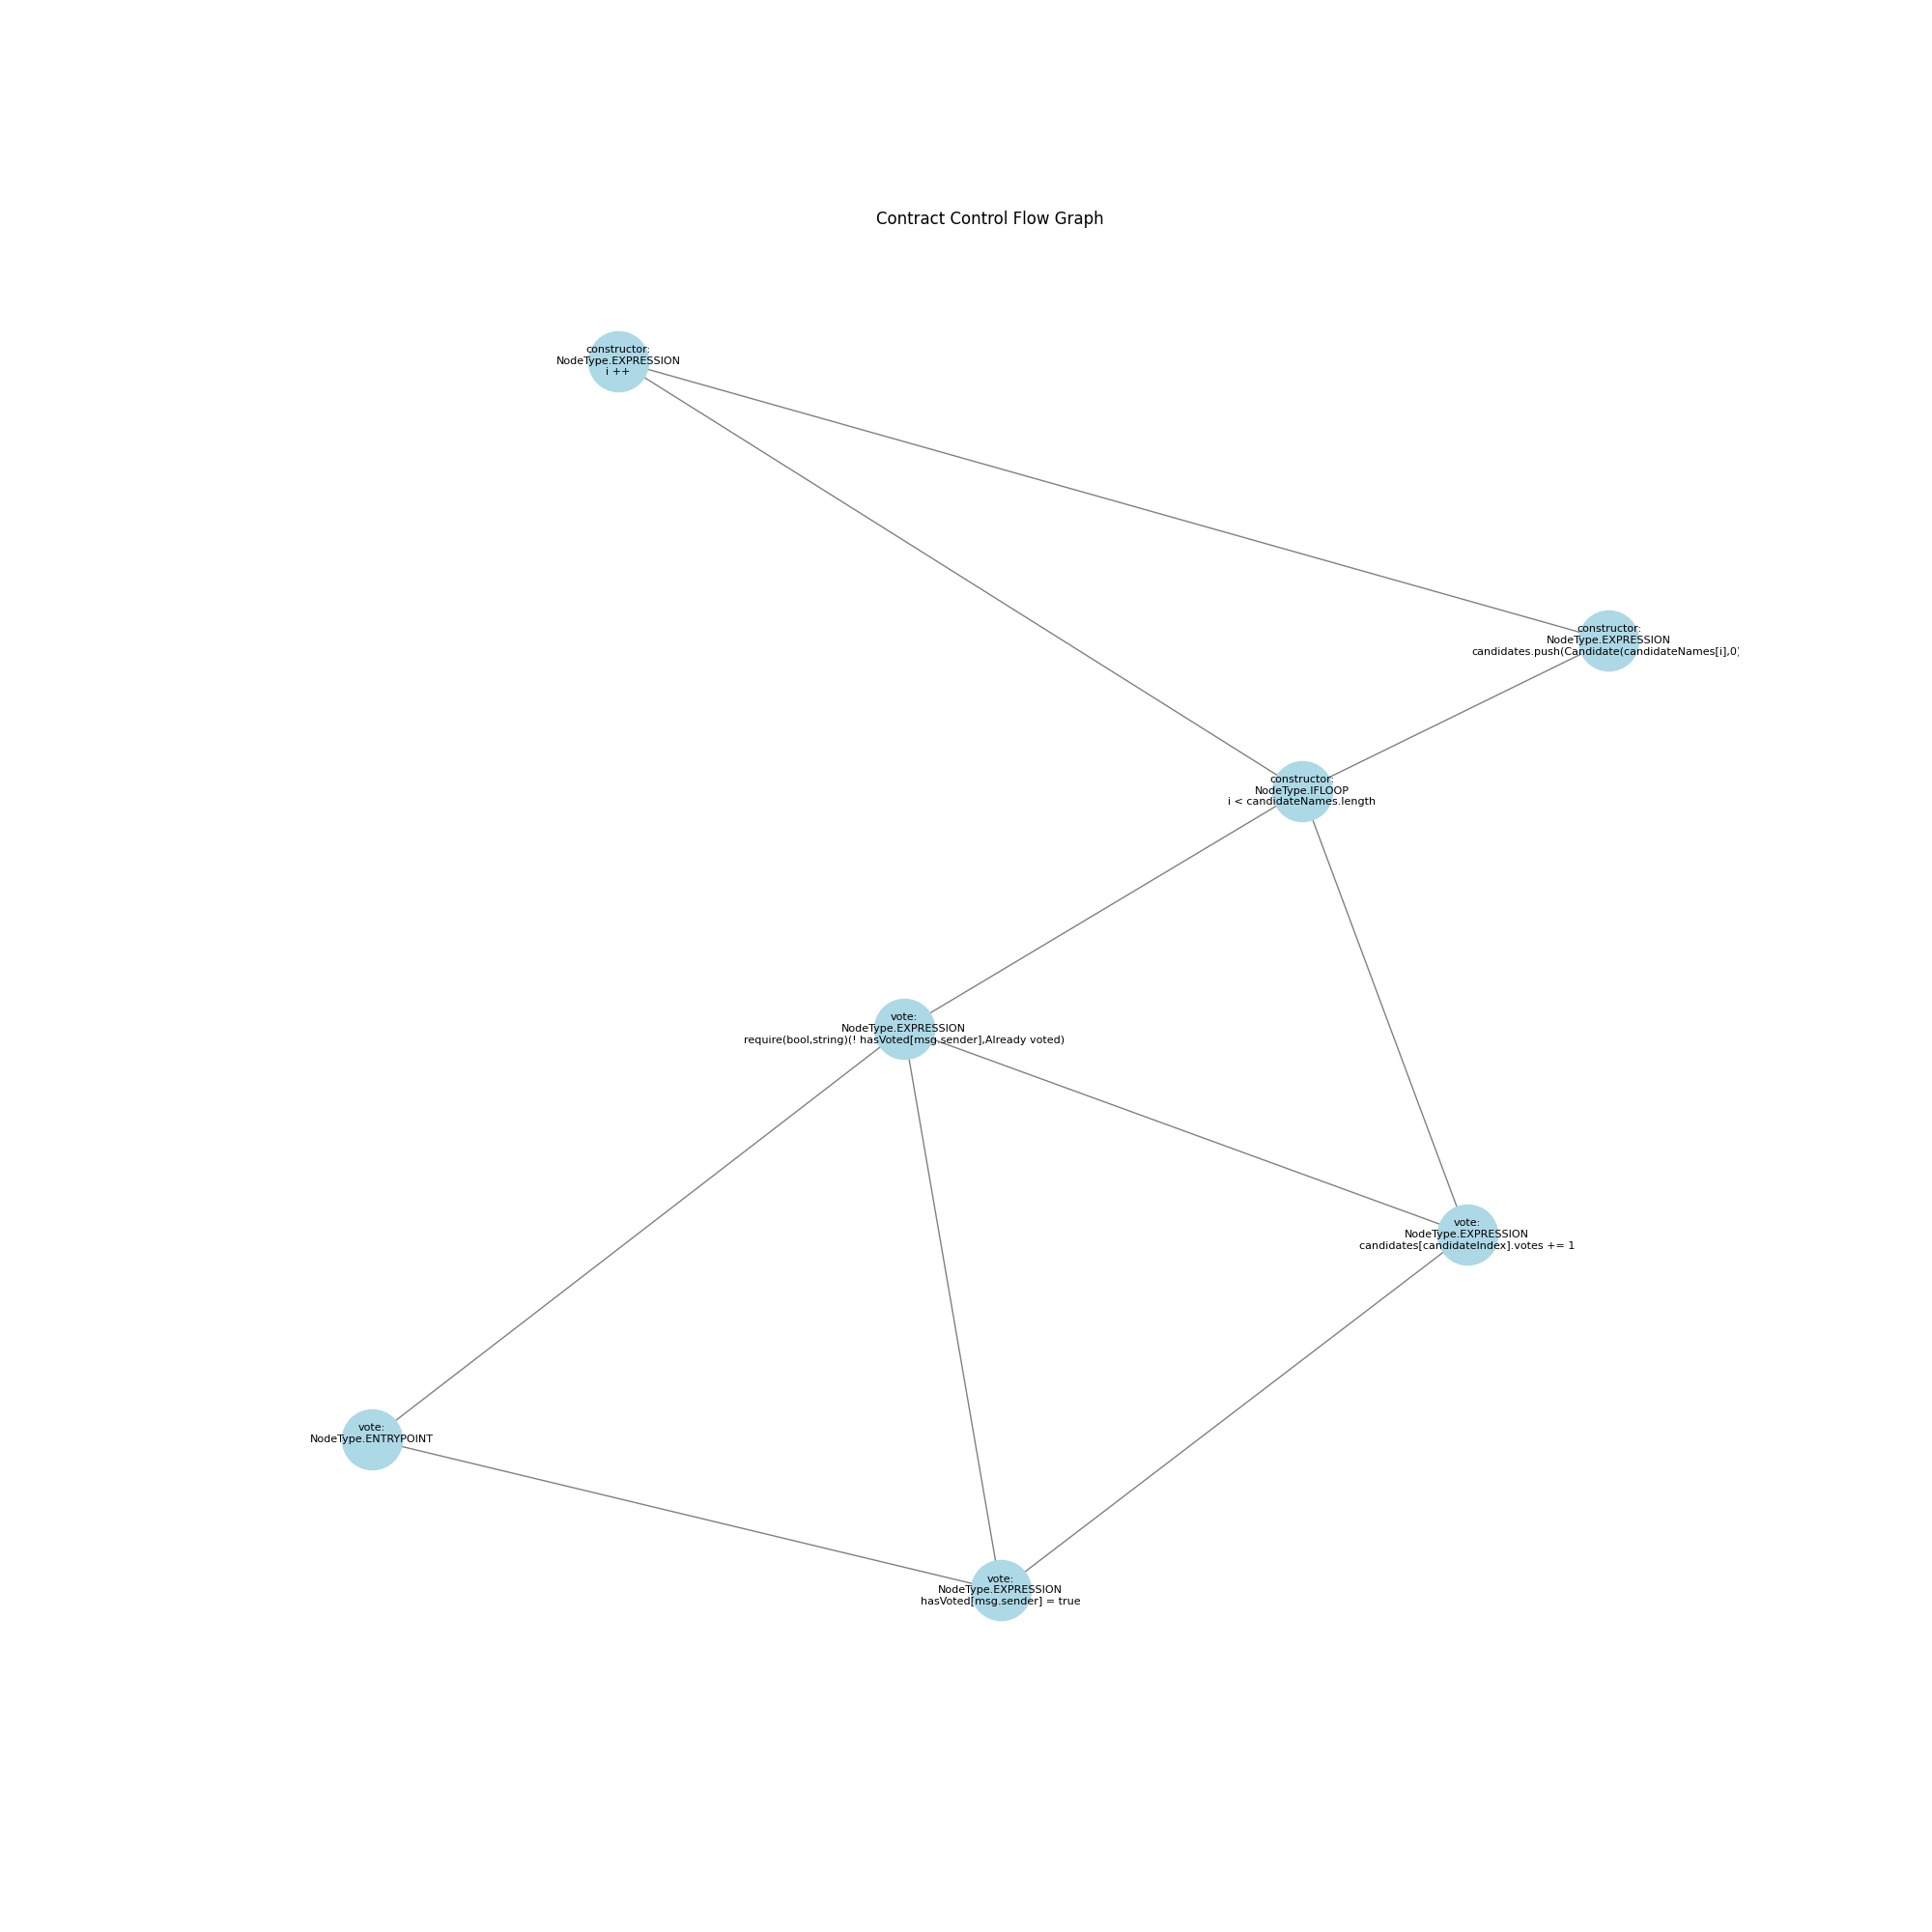 Contract Control Flow Graph
constructor:
NodeType.EXPRESSION
i ++
constructor:
NodeType.EXPRESSION
candidates.push(Candidate(candidateNames[i],0)
constructor:
NodeType.IFLOOP
i < candidateNames.length
vote:
NodeType.EXPRESSION
require(bool,string)(! hasVoted[msg.sender],Already voted)
vote:
NodeType.EXPRESSION
candidates[candidateIndex].votes += 1
vote:
NodeType.ENTRYPOINT
vote:
NodeType.EXPRESSION
hasVoted[msg.sender] = true